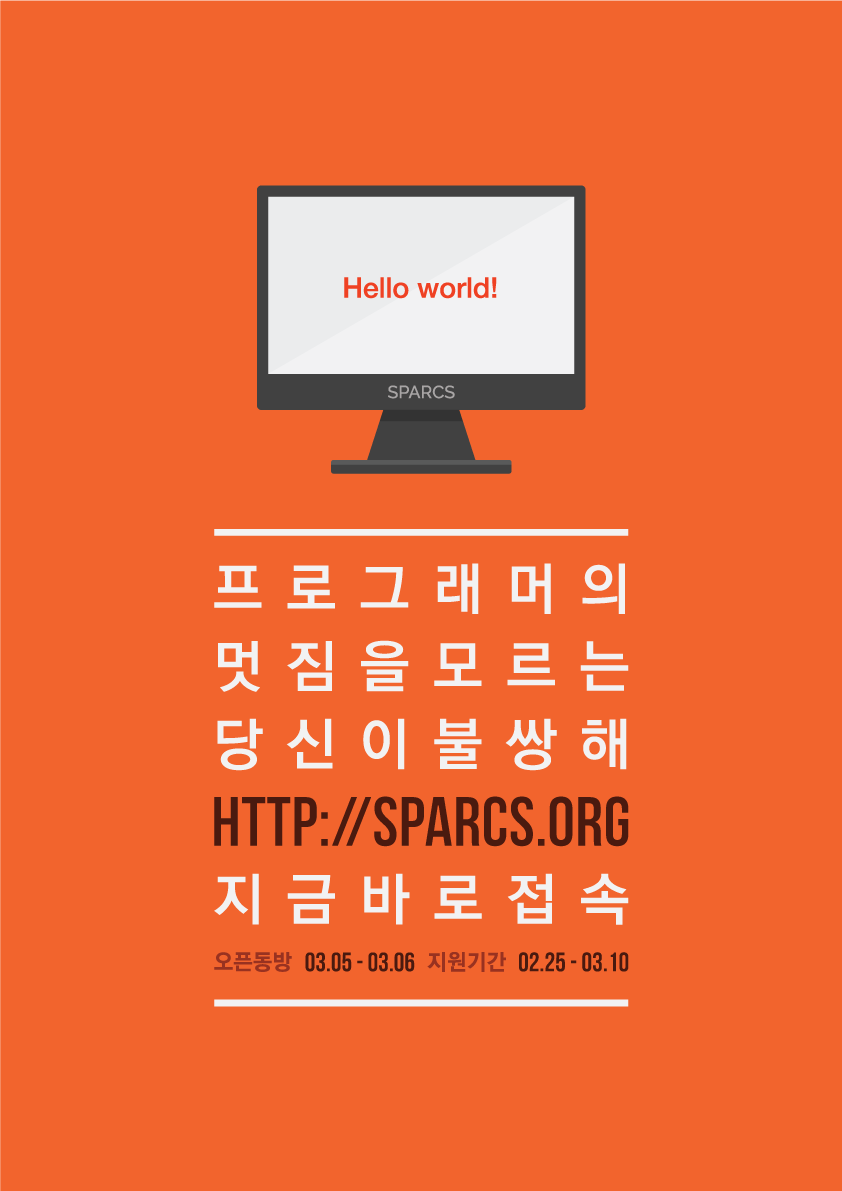 Hello world!
SPARCS
프로그래머의
멋짐을모르는
당신이불쌍해
HTTP://SPARCS.ORG
지금바로접속
오픈동방 03.05 - 03.06 지원기간 02.25 - 03.10